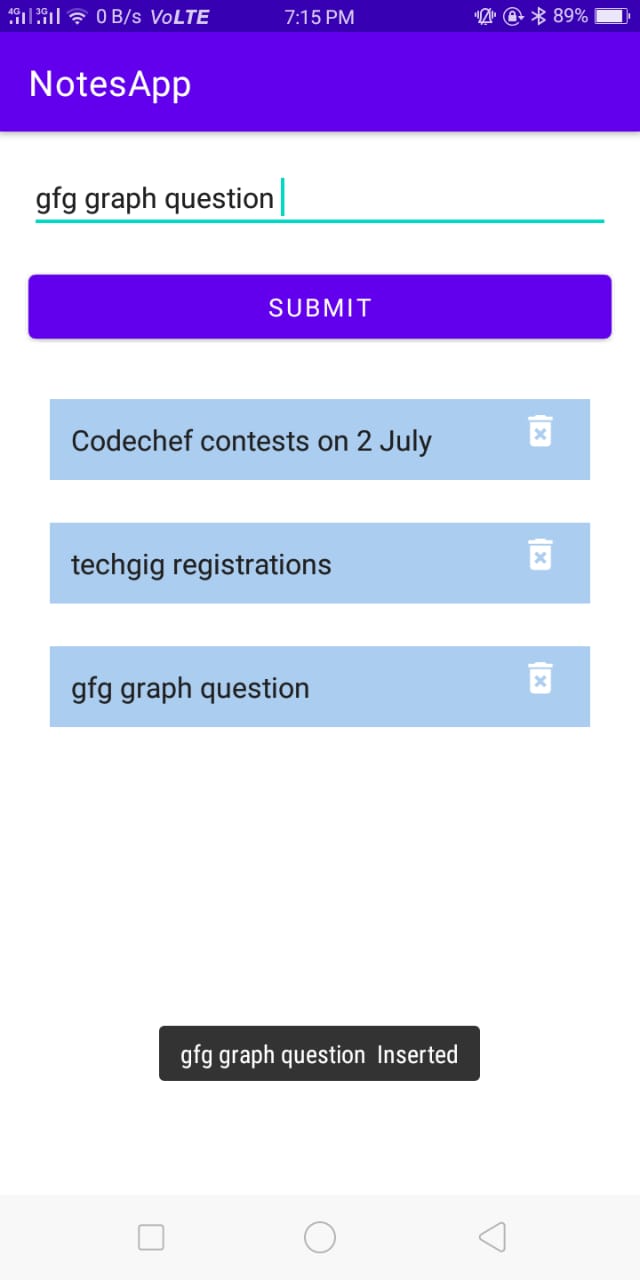 4G 3G 0 B/s VoLTE 7:15 PM 89%
NotesApp
gfg graph question
SUBMIT
Codechef contests on 2 July
techgig registrations
gfg graph question
gfg graph question  Inserted